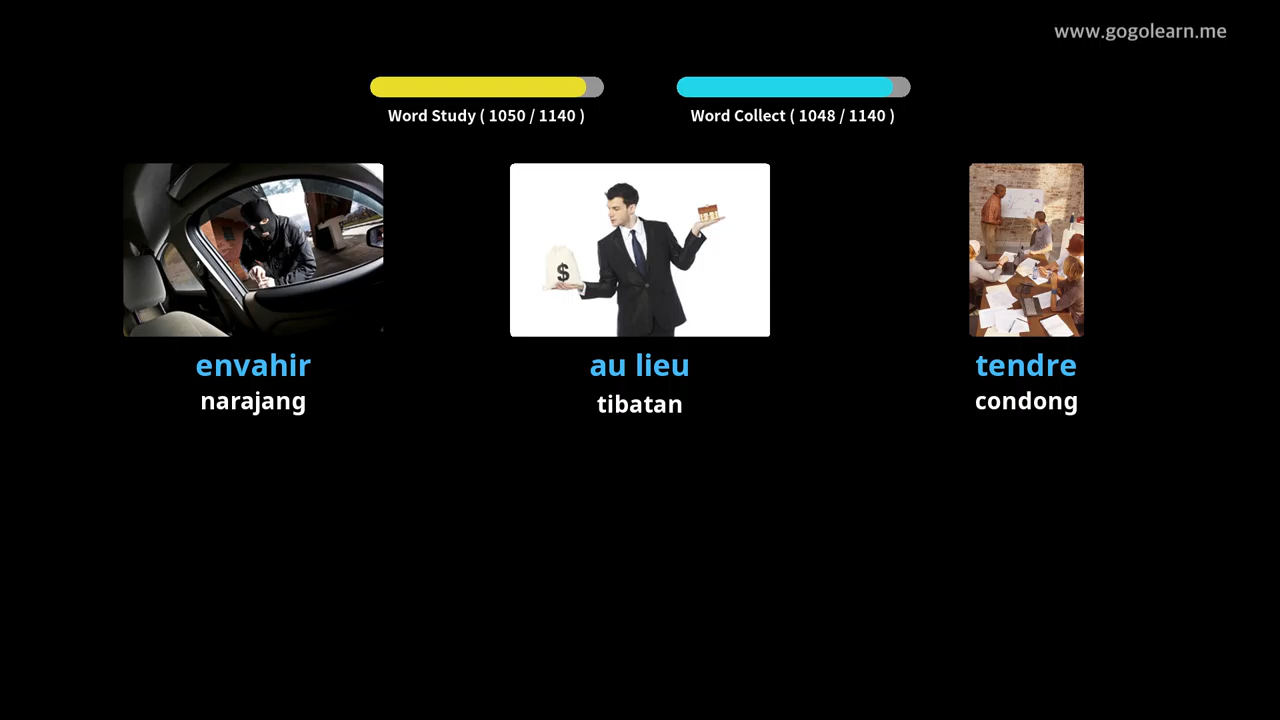 www.gogolearn.me
Word Study ( 1050 / 1140 )
Word Collect ( 1048 / 1140 )
$
envahir
narajang
au lieu
tibatan
tendre
condong